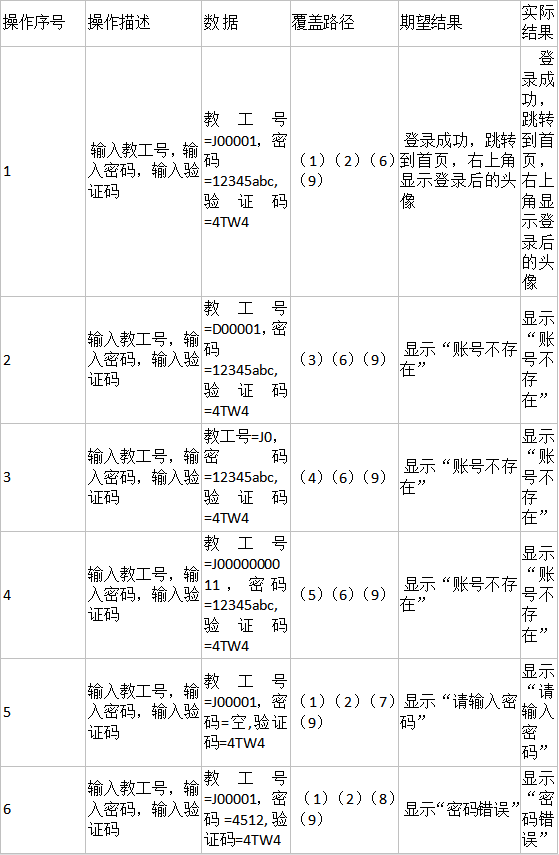 操作序号 操作描述 数 据 覆盖路径 期望结果 实际
结果
1
输入教工号，输
入密码，输入验
证码
教工号
=J00001，密
码
=12345abc,
验证码
=4TW4
（1）（2）（6）
（9）
登录成功，跳转
到首页，右上角
显示登录后的头
像
登
录成
功，
跳转
到首
页，
右上
角显
示登
录后
的头
像
2
输入教工号，输
入密码，输入验
证码
教工号
=D00001，密
码
=12345abc,
验证码
=4TW4
（3）（6）（9）
显示“账号不存
在”
显示
“账
号不
存
在”
3
输入教工号，输
入密码，输入验
证码
教工号=J0，
密码
=12345abc,
验证码
=4TW4
（4）（6）（9）
显示“账号不存
在”
显示
“账
号不
存
在”
4
输入教工号，输
入密码，输入验
证码
教工号
=J00000000
11，密码
=12345abc,
验证码
=4TW4
（5）（6）（9）
显示“账号不存
在”
显示
“账
号不
存
在”
5
输入教工号，输
入密码，输入验
证码
教工号
=J00001，密
码=空,验证
码=4TW4
（1）（2）（7）
（9）
显示“请输入密
码”
显示
“请
输入
密
码”
6
输入教工号，输
入密码，输入验
证码
教工号
=J00001，密
码=4512,验
证码=4TW4
（1）（2）（8）
（9）
显示“密码错误”
显示
“密
码错
误”